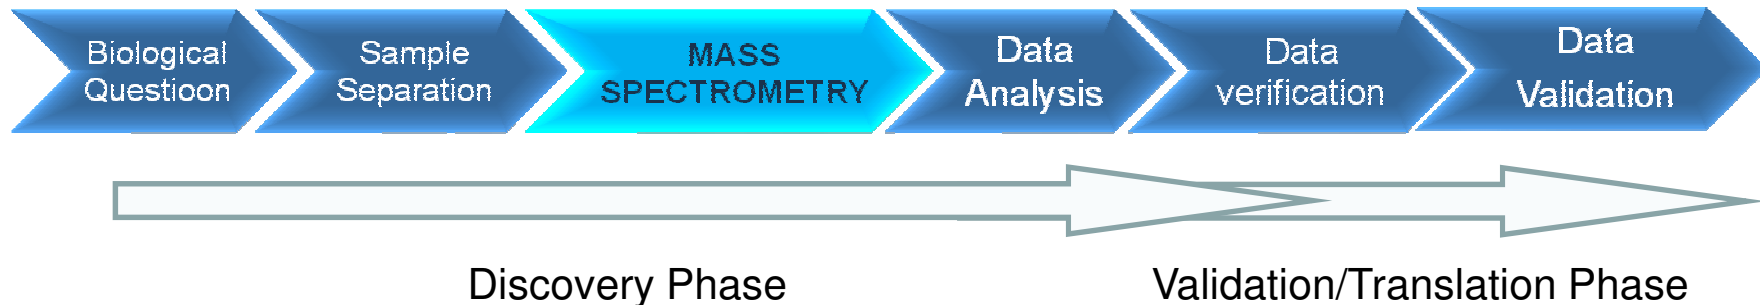 Biological
Questioon
Sample
Separation
MASS
SPECTROMETRY
Data
Analysis
Data
verification
Data
Validation
Discovery Phase
Validation/Translation Phase